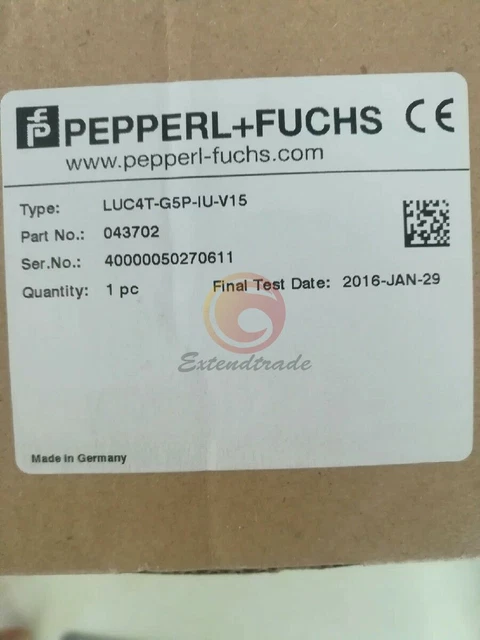 PEPPERL+FUCHS CE
www.pepperl-fuchs.com
Type: LUC4T-G5P-IU-V15
Part No.: 043702
Ser.No.: 40000050270611
Quantity: 1 pc Final Test Date: 2016-JAN-29
Extendtrade
Made in Germany